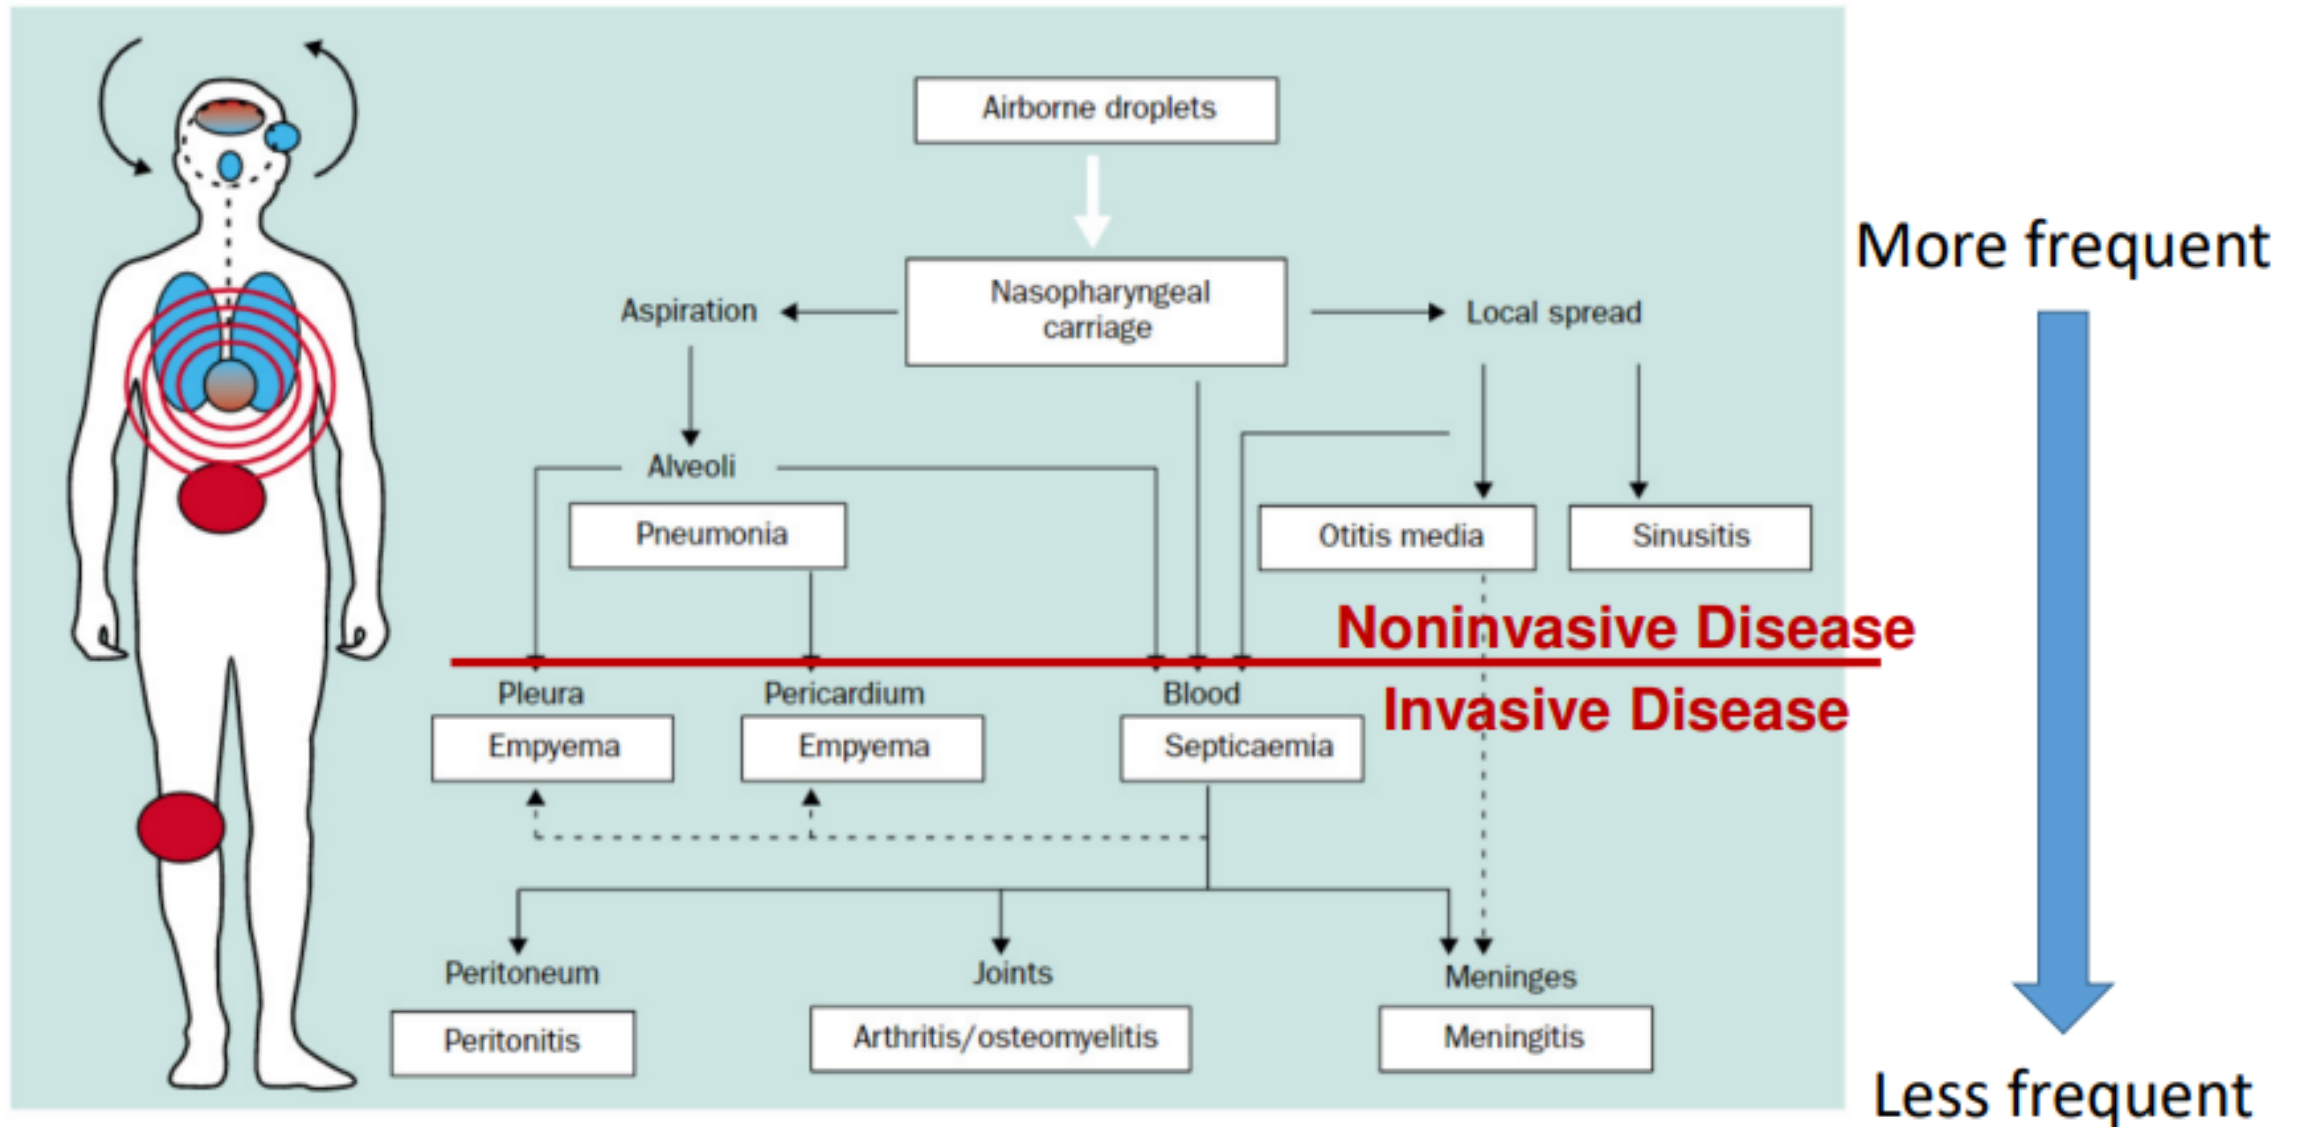 Airborne droplets
More frequent
Nasopharyngeal
carriage
Aspiration
Local spread
Alveoli
Pneumonia
Otitis media
Sinusitis
Noninvasive Disease
Invasive Disease
Pleura
Pericardium
Blood
Empyema
Empyema
Septicaemia
Peritoneum
Joints
Meninges
Peritonitis
Arthritis/osteomyelitis
Meningitis
Less frequent